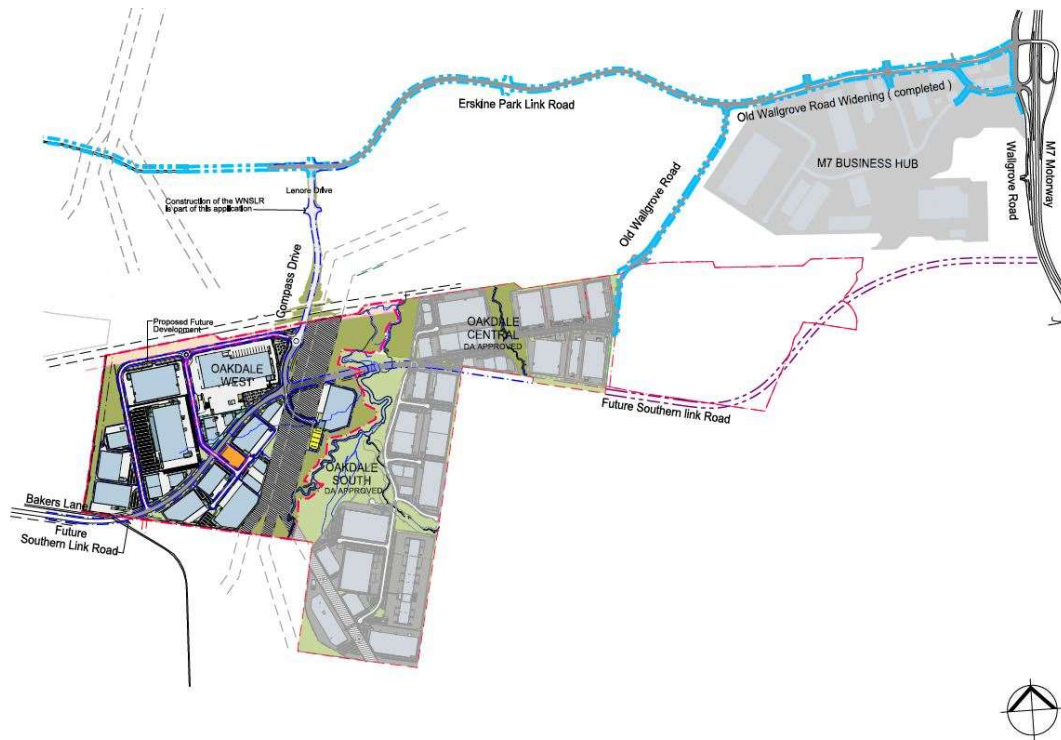 Erskine Park Link Road
Old Wallgrove Road Widening ( completed )
M7 BUSINESS HUB
Wallgrove Road
M7 Motorway
Lenore Drive
Construction of the WNSLR
is part of this application
Old Wallgrove Road
Compass Drive
Proposed Future
Development
OAKDALE
CENTRAL
DA APPROVED
OAKDALE
WEST
Future Southern link Road
OAKDALE
SOUTH
DA APPROVED
Bakers Lane
Future
Southern Link Road